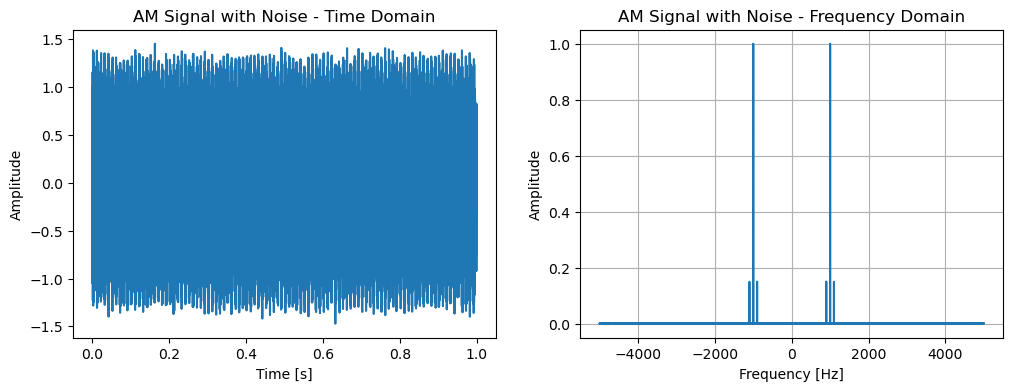 AM Signal with Noise - Time Domain
1.5
1.0
0.5
0.0
−0.5
−1.0
−1.5
Amplitude
0.0 0.2 0.4 0.6 0.8 1.0
Time [s]
AM Signal with Noise - Frequency Domain
1.0
0.8
0.6
0.4
0.2
0.0
Amplitude
−4000 −2000 0 2000 4000
Frequency [Hz]